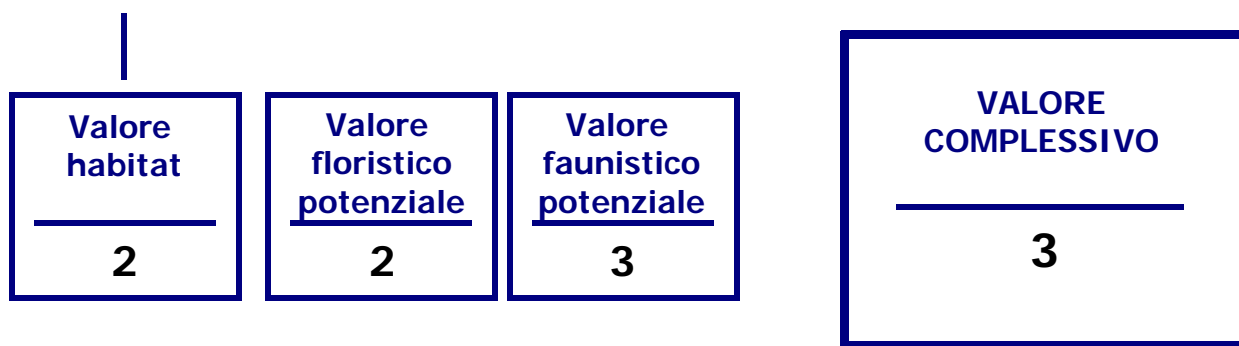 Valore
habitat
2
Valore
floristico
potenziale
2
Valore
faunistico
potenziale
3
VALORE
COMPLESSIVO
3